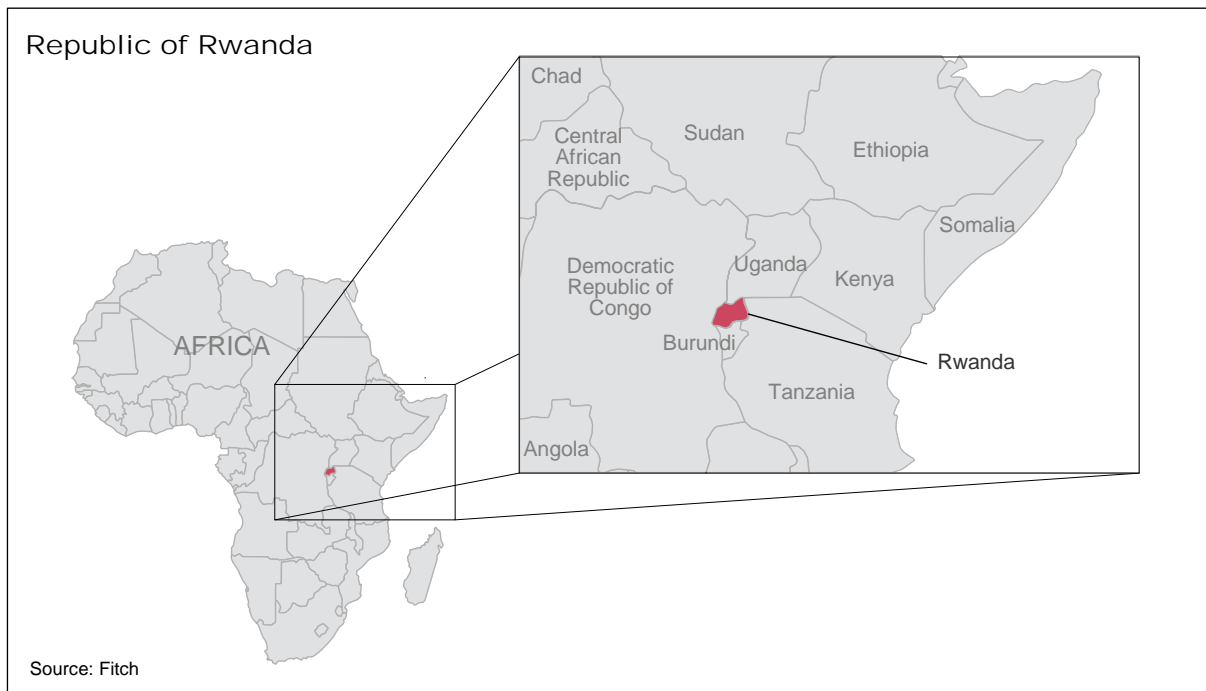 Republic of Rwanda
Chad
Central
African
Republic
Sudan
Ethiopia
Somalia
Democratic
Republic of
Congo
Uganda
Kenya
Burundi
Rwanda
Tanzania
Angola
AFRICA
Source: Fitch